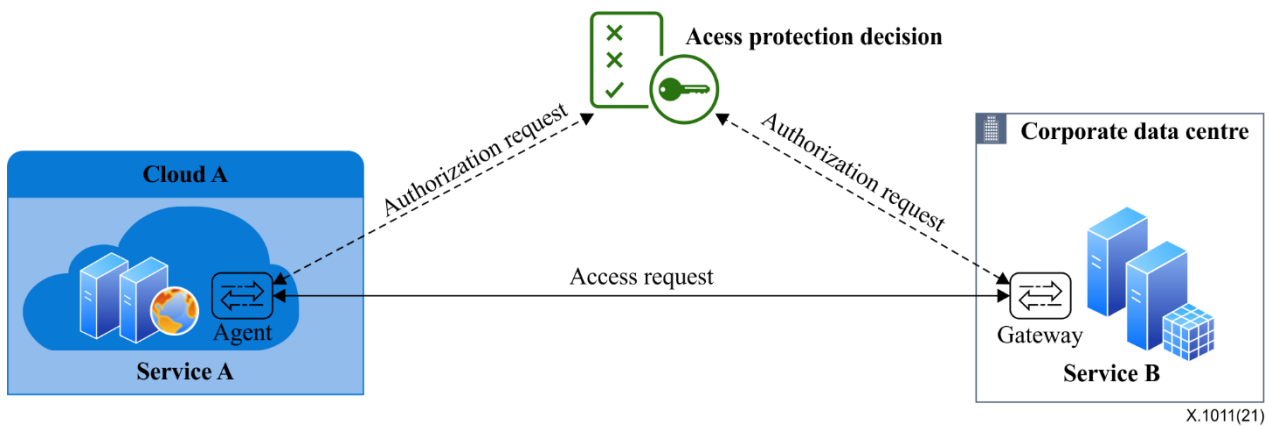 Acess protection decision
Authorization request
Authorization request
Corporate data centre
Cloud A
Access request
Agent
Gateway
Service A
Service B
X.1011(21)